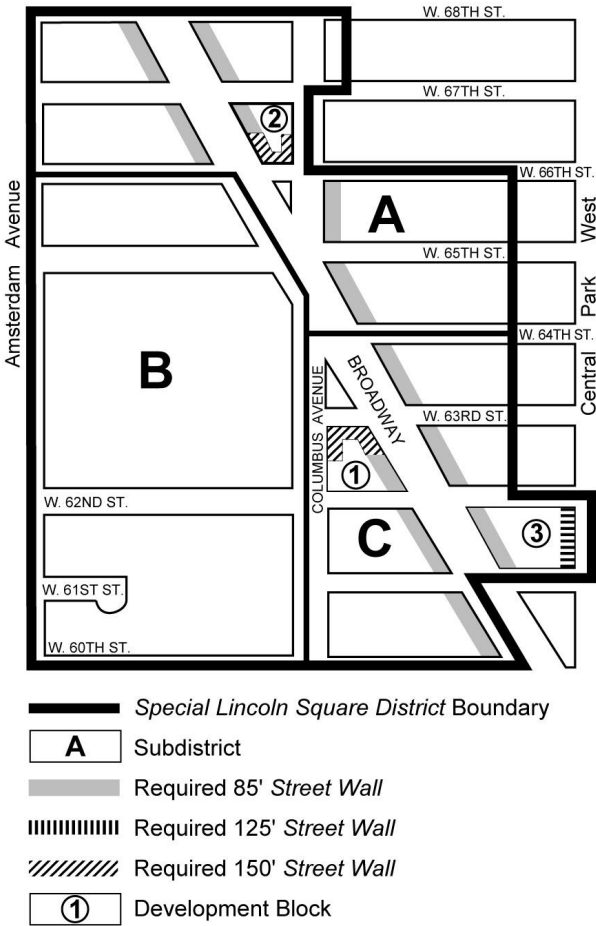 W. 68TH ST.
W. 67TH ST.
2
W. 66TH ST.
A
W. 65TH ST.
W. 64TH ST.
Amsterdam Avenue
Central Park West
B
BROADWAY
COLUMBUS AVENUE
W. 63RD ST.
1
W. 62ND ST.
C
3
W. 61ST ST.
W. 60TH ST.
Special Lincoln Square District Boundary
A Subdistrict
Required 85' Street Wall
Required 125' Street Wall
Required 150' Street Wall
1 Development Block